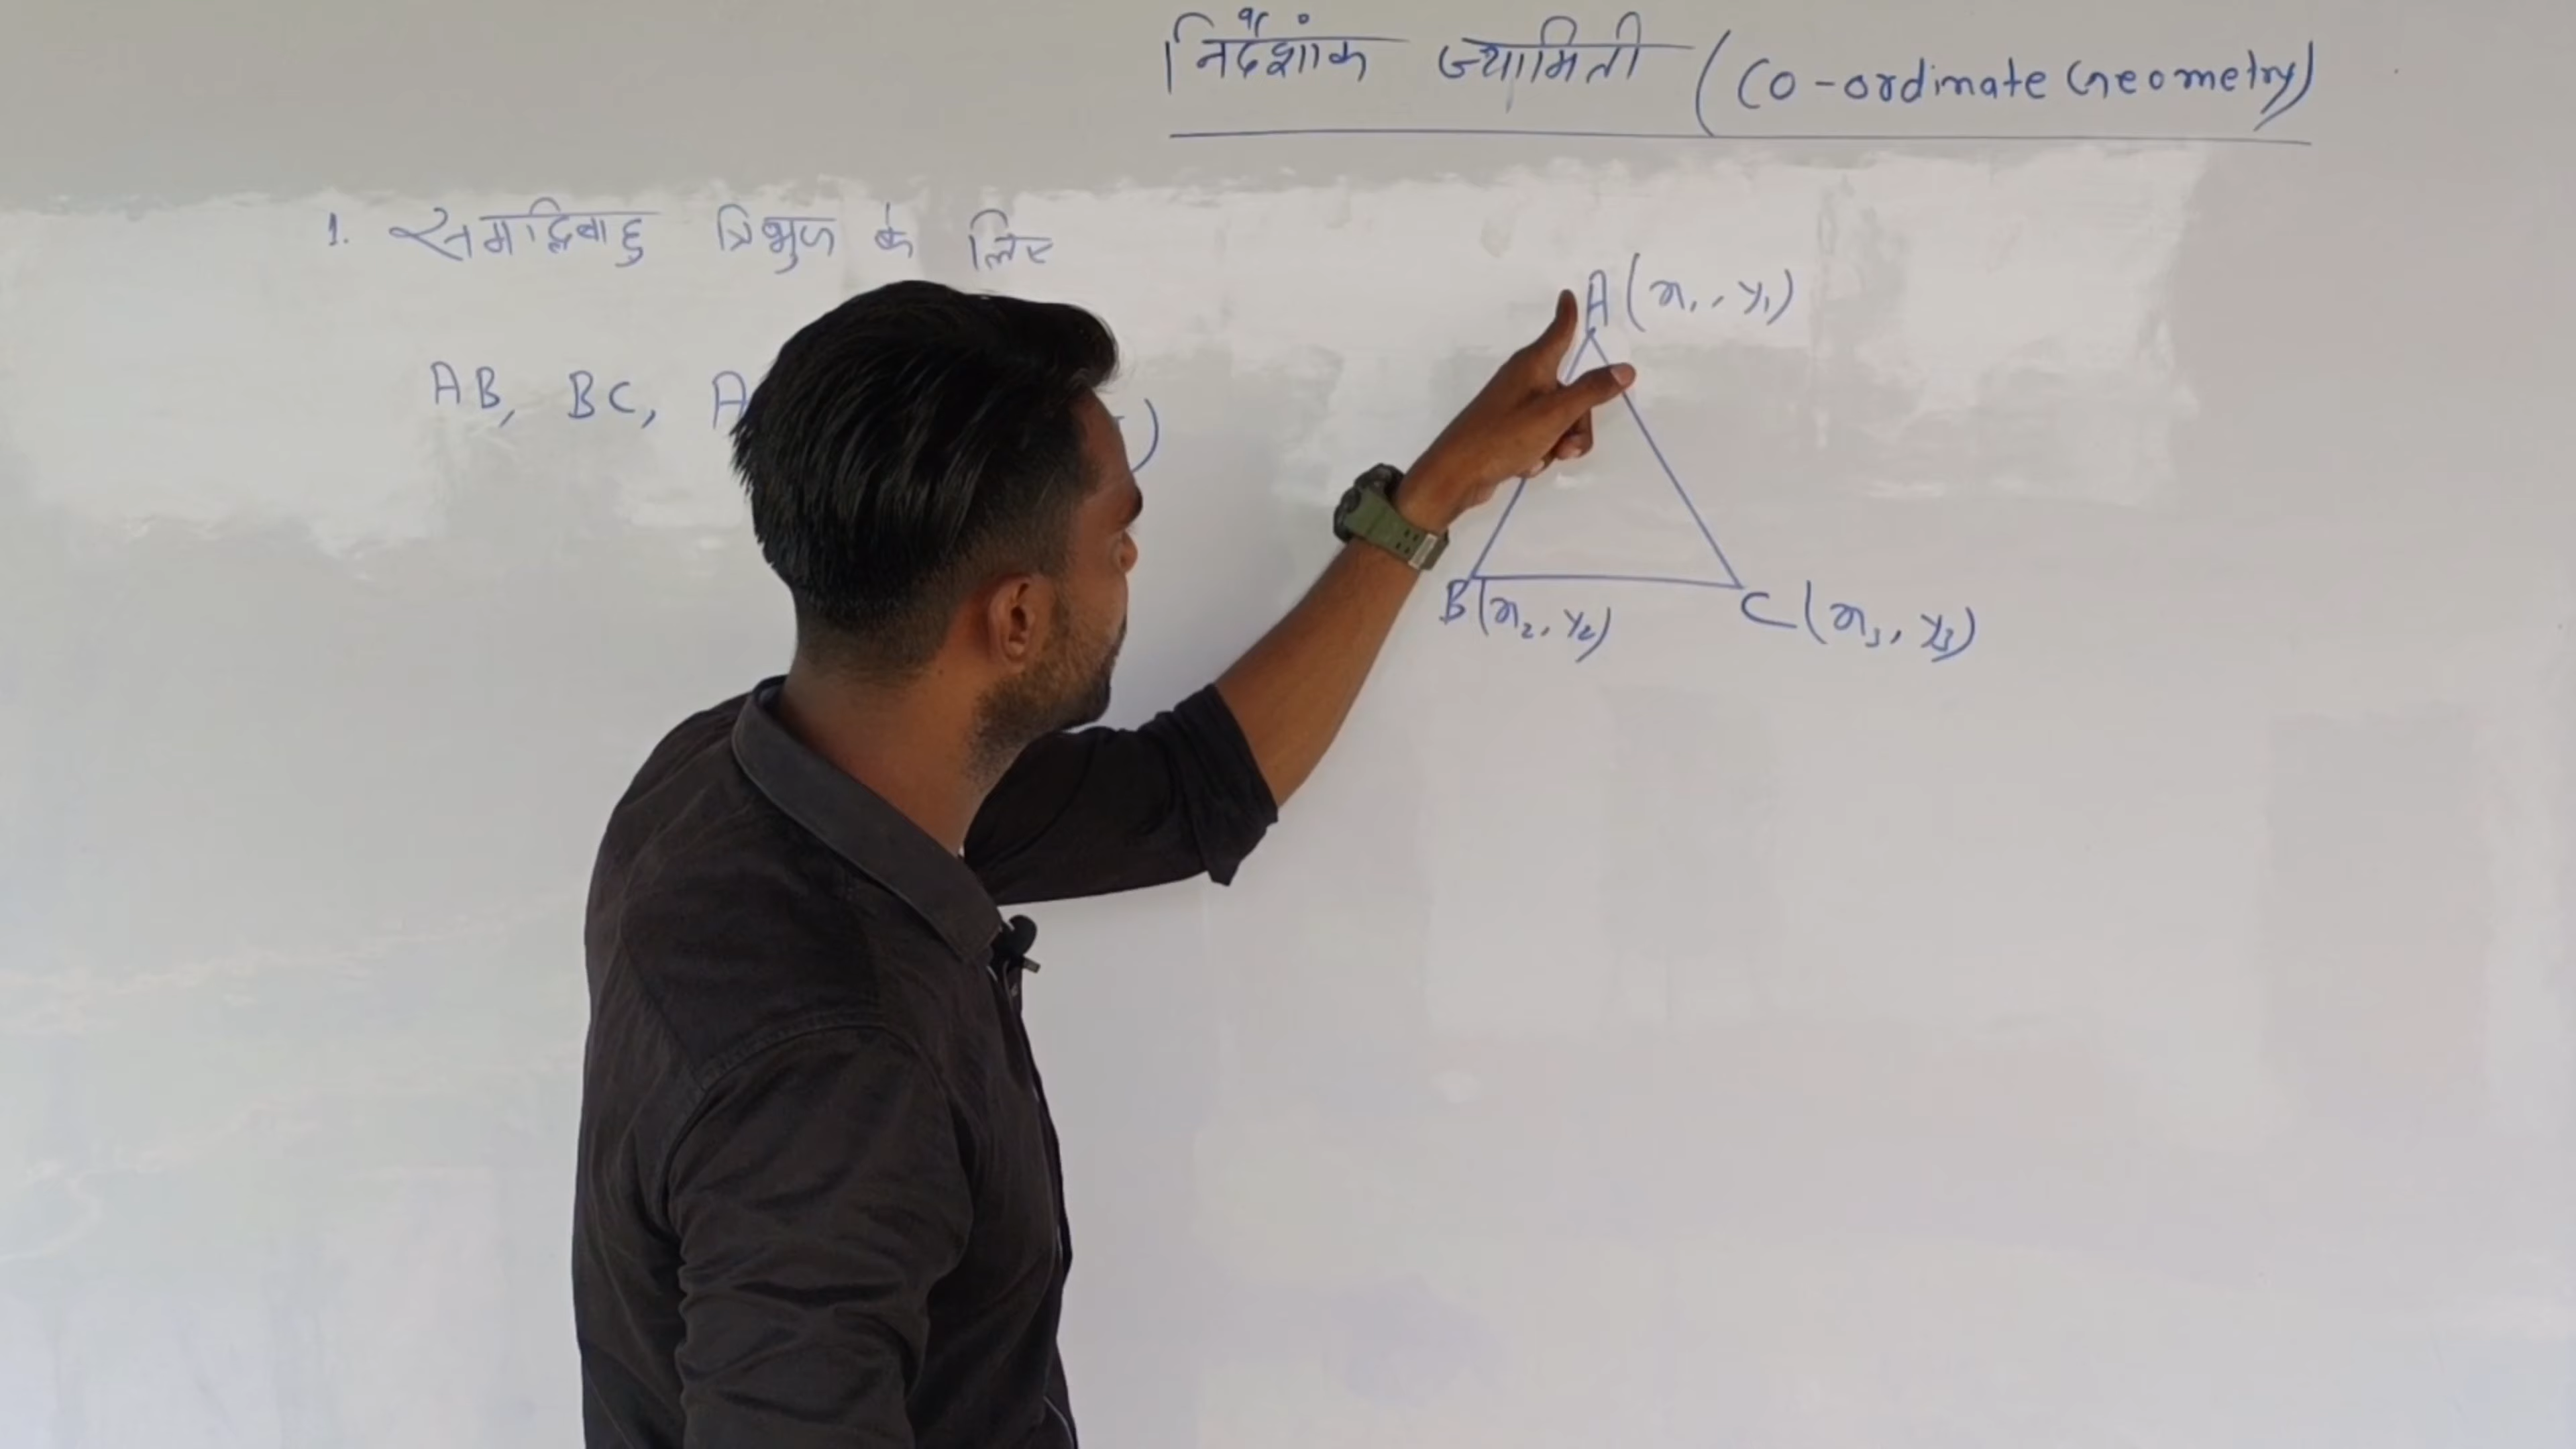 निर्देशांक ज्यामिती (Co-ordinate Geometry)
1. समद्विबाहु त्रिभुज के लिए
A (x₁, y₁)
AB, BC, A
)
B (x₂, y₂)
C (x₃, y₃)